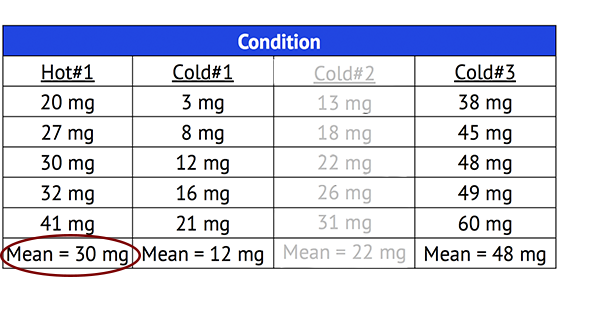 Condition
Hot#1 Cold#1 Cold#2 Cold#3
20 mg 3 mg 13 mg 38 mg
27 mg 8 mg 18 mg 45 mg
30 mg 12 mg 22 mg 48 mg
32 mg 16 mg 26 mg 49 mg
41 mg 21 mg 31 mg 60 mg
Mean = 30 mg Mean = 12 mg Mean = 22 mg Mean = 48 mg